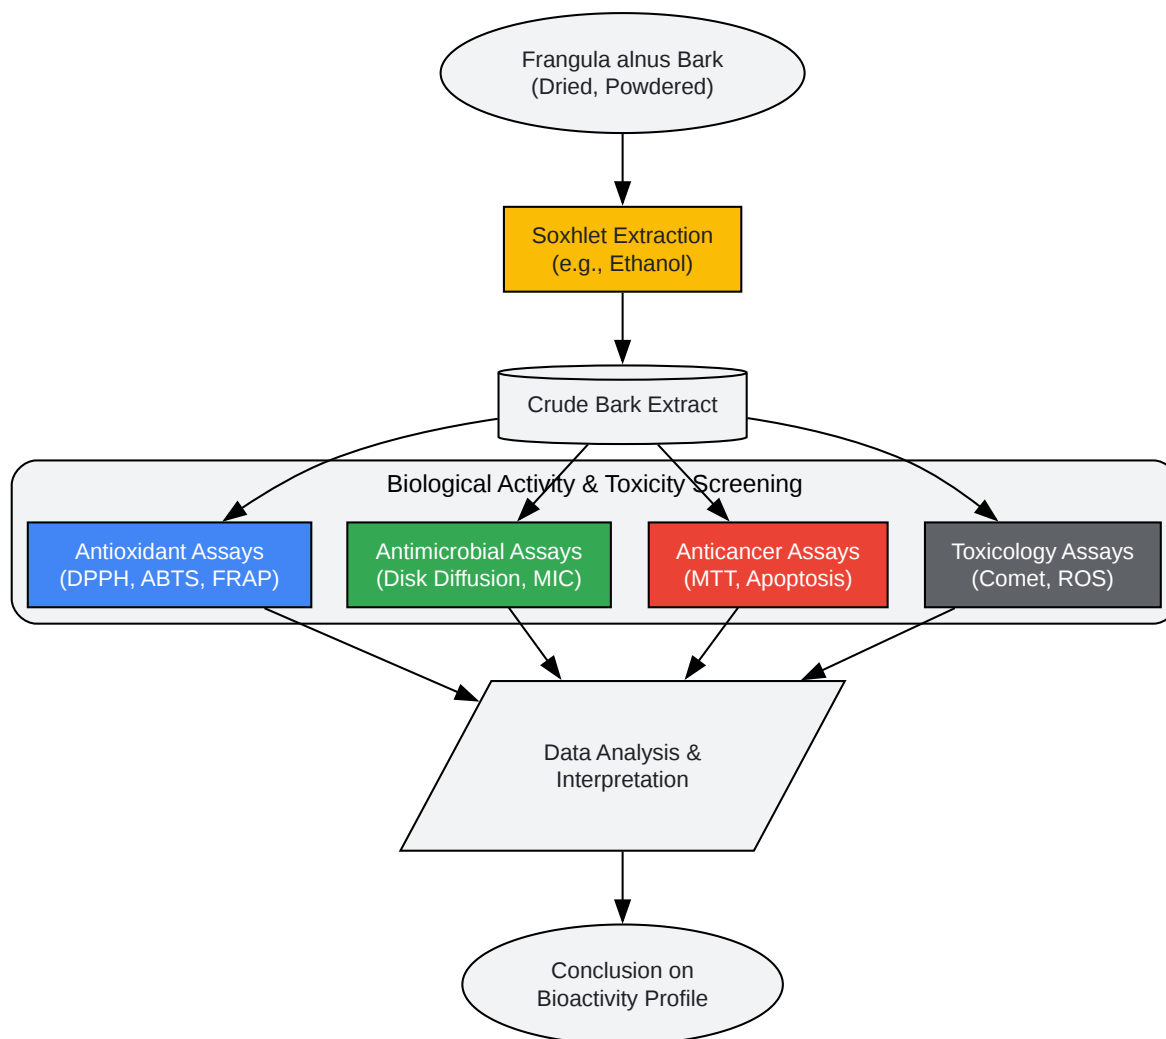 Frangula alnus Bark
(Dried, Powdered)
Soxhlet Extraction
(e.g., Ethanol)
Crude Bark Extract
Biological Activity & Toxicity Screening
Antioxidant Assays
(DPPH, ABTS, FRAP)
Antimicrobial Assays
(Disk Diffusion, MIC)
Anticancer Assays
(MTT, Apoptosis)
Toxicology Assays
(Comet, ROS)
Data Analysis &
Interpretation
Conclusion on
Bioactivity Profile